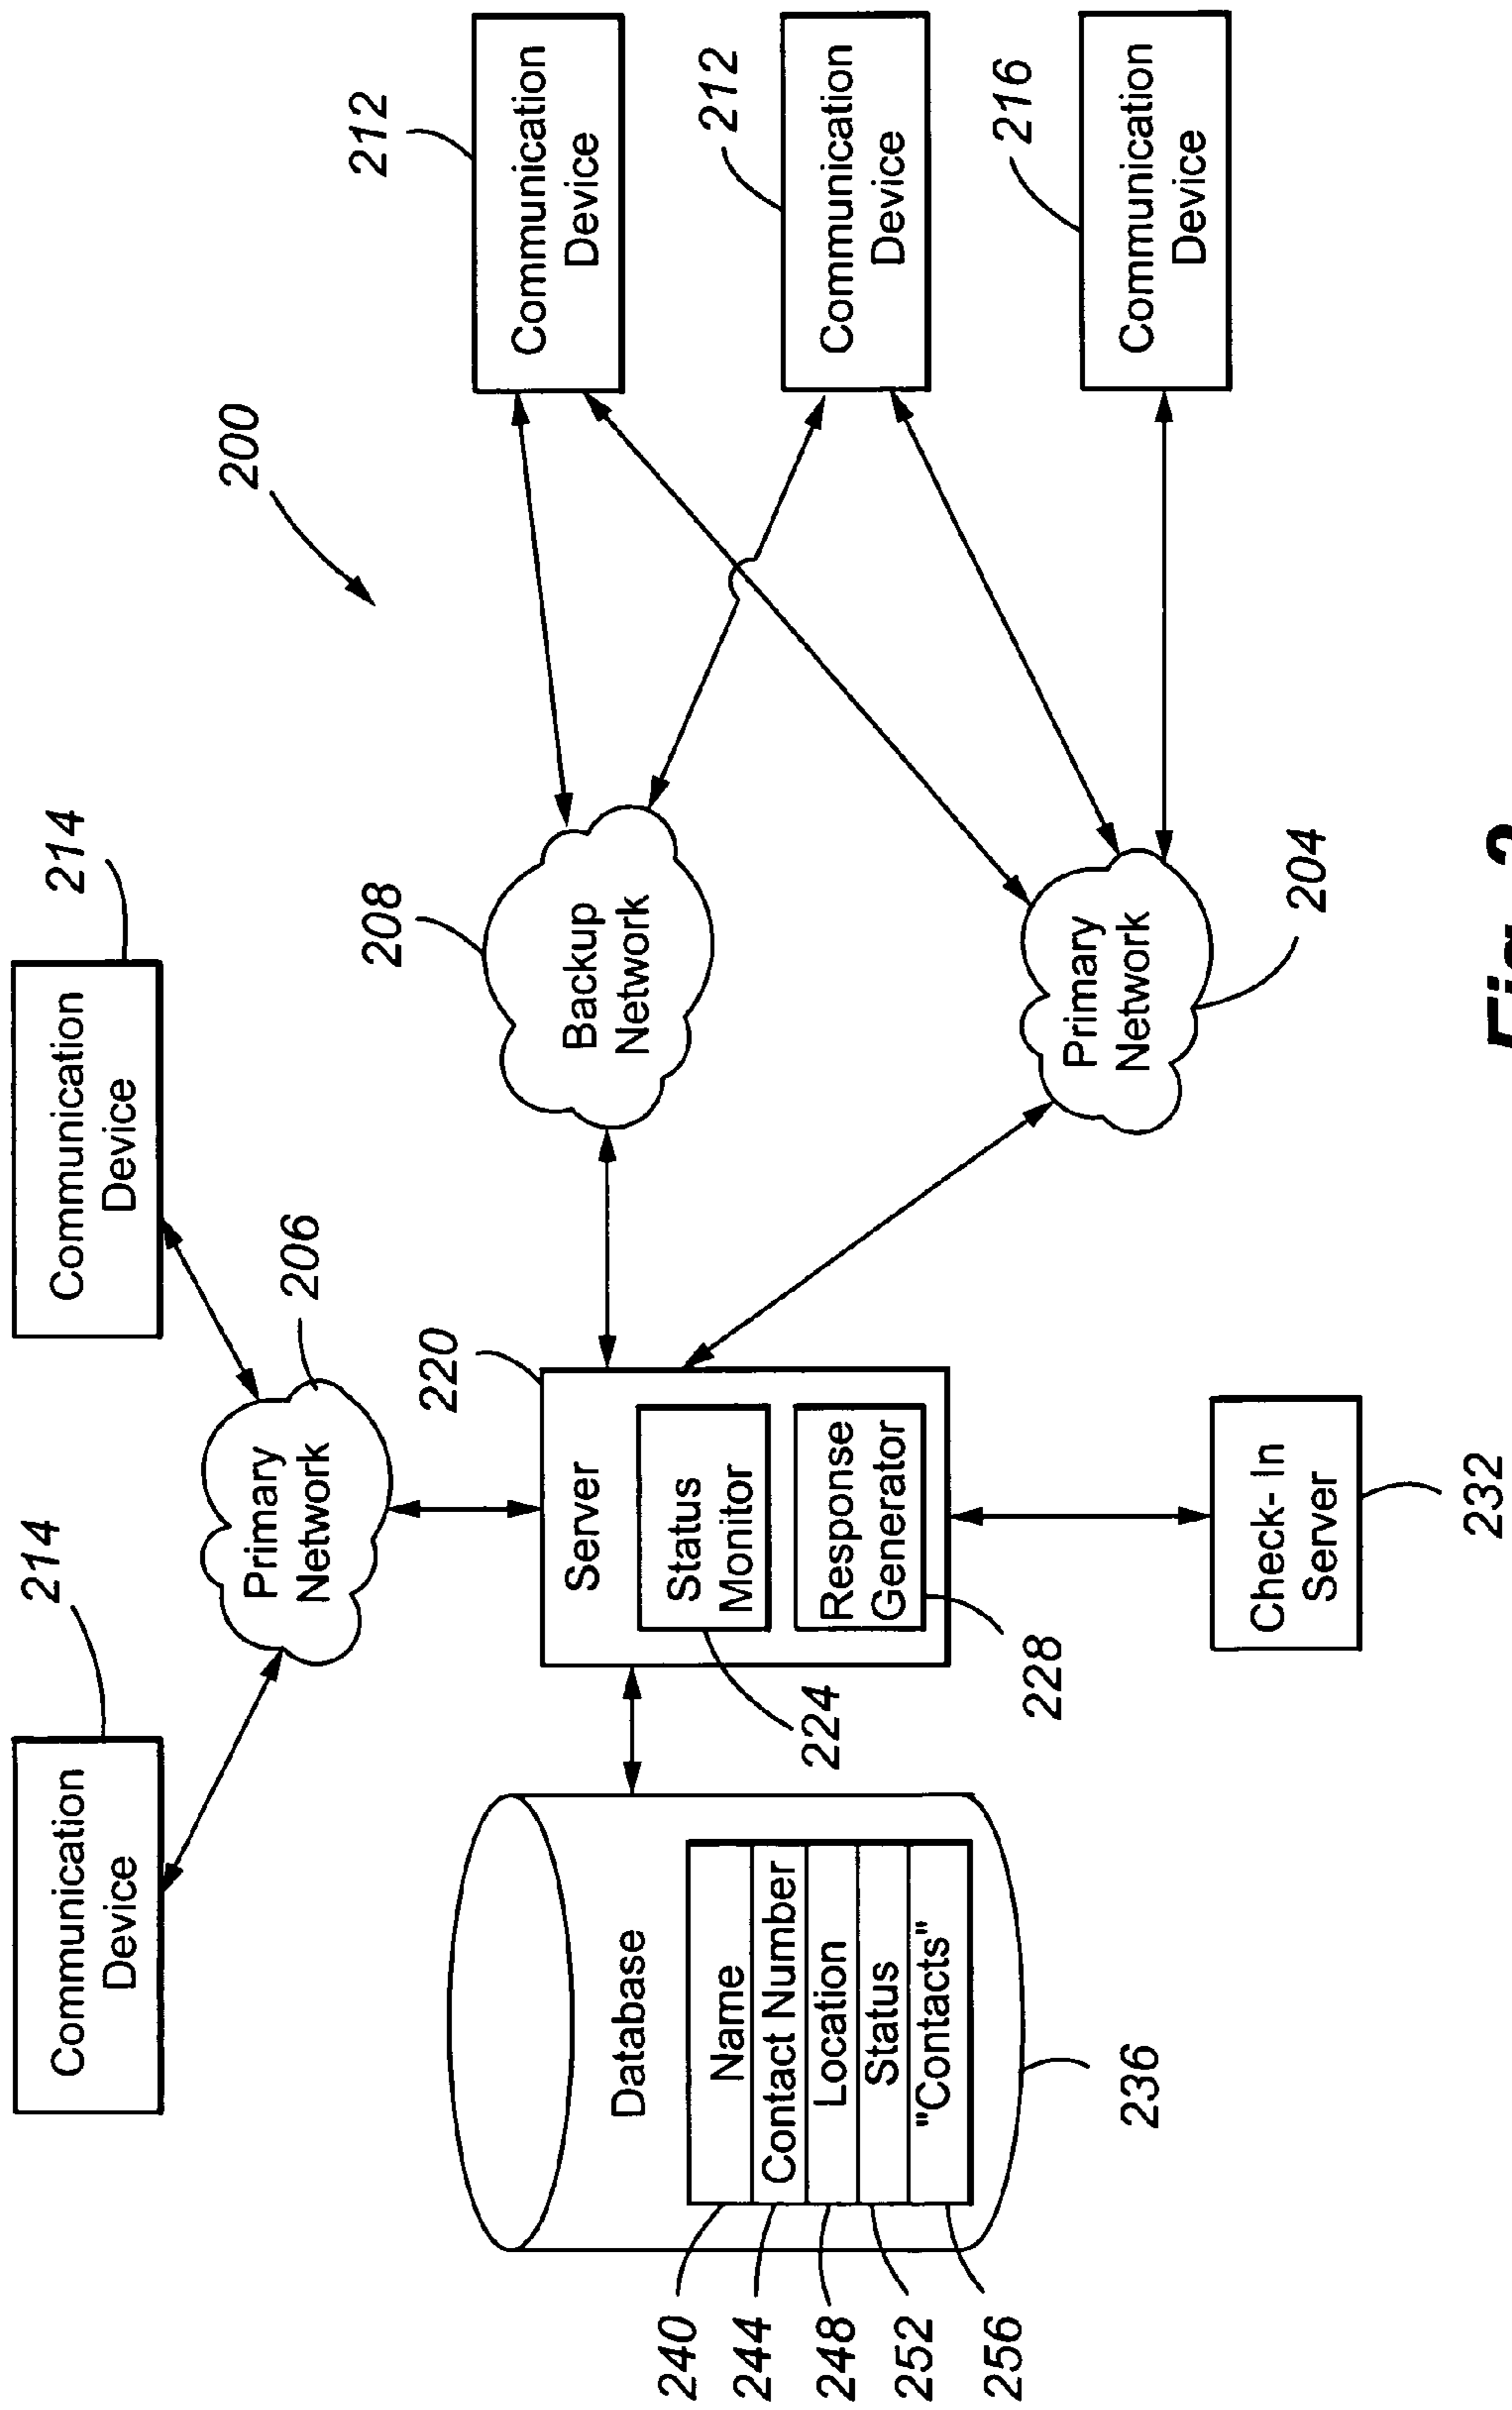 214
214
Communication
Device
Communication
Device
206
Primary
Network
200
212
Communication
Device
220
208
Backup
Network
Server
Status
Monitor
224
Response
Generator
228
Database
Name
Contact Number
Location
Status
"Contacts"
240
244
248
252
256
236
212
Communication
Device
216
Communication
Device
Primary
Network
204
Check-In
Server
232
Fig. 2